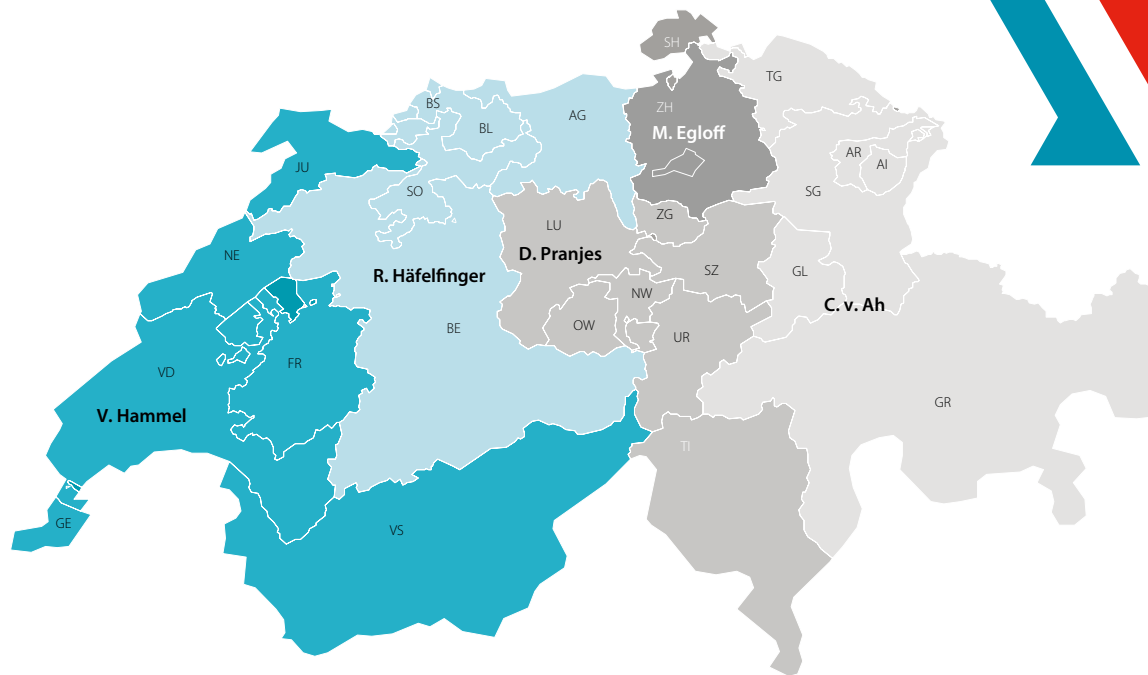 SH
TG
BS
ZH
AG
BL
M. Egloff
AR
AI
JU
SO
SG
ZG
LU
NE
D. Pranjes
SZ
GL
R. Häfelfinger
NW
C. v. Ah
OW
BE
UR
FR
VD
GR
V. Hammel
TI
GE
VS